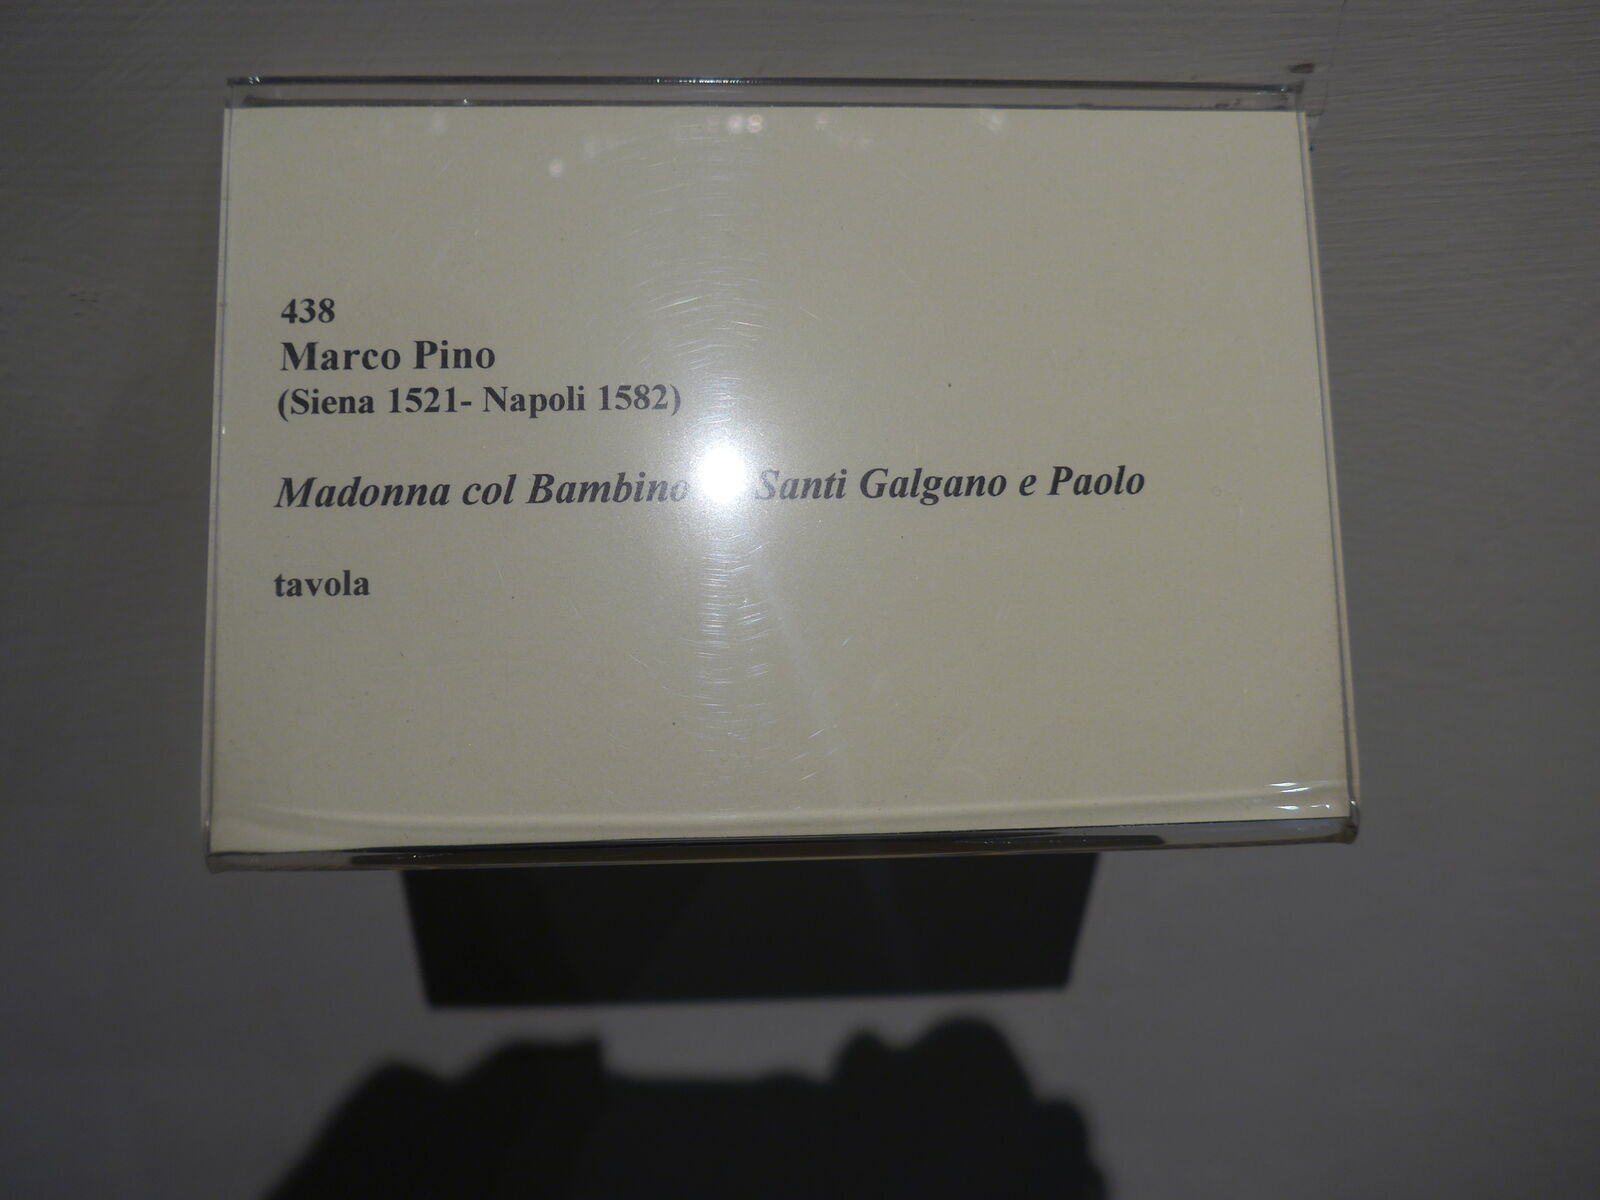 438
Marco Pino
(Siena 1521- Napoli 1582)
Madonna col Bambino Santi Galgano e Paolo
tavola